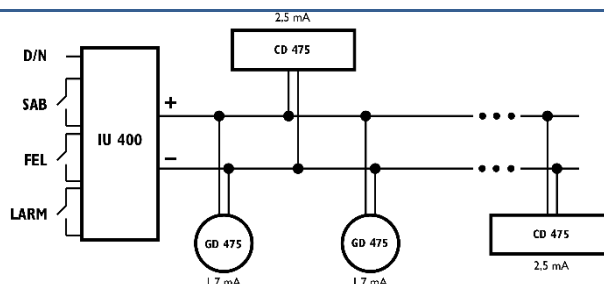 2,5 mA
CD 475
D/N
SAB
FEL
LARM
IU 400
+
−
GD 475
1,7 mA
GD 475
1,7 mA
CD 475
2,5 mA